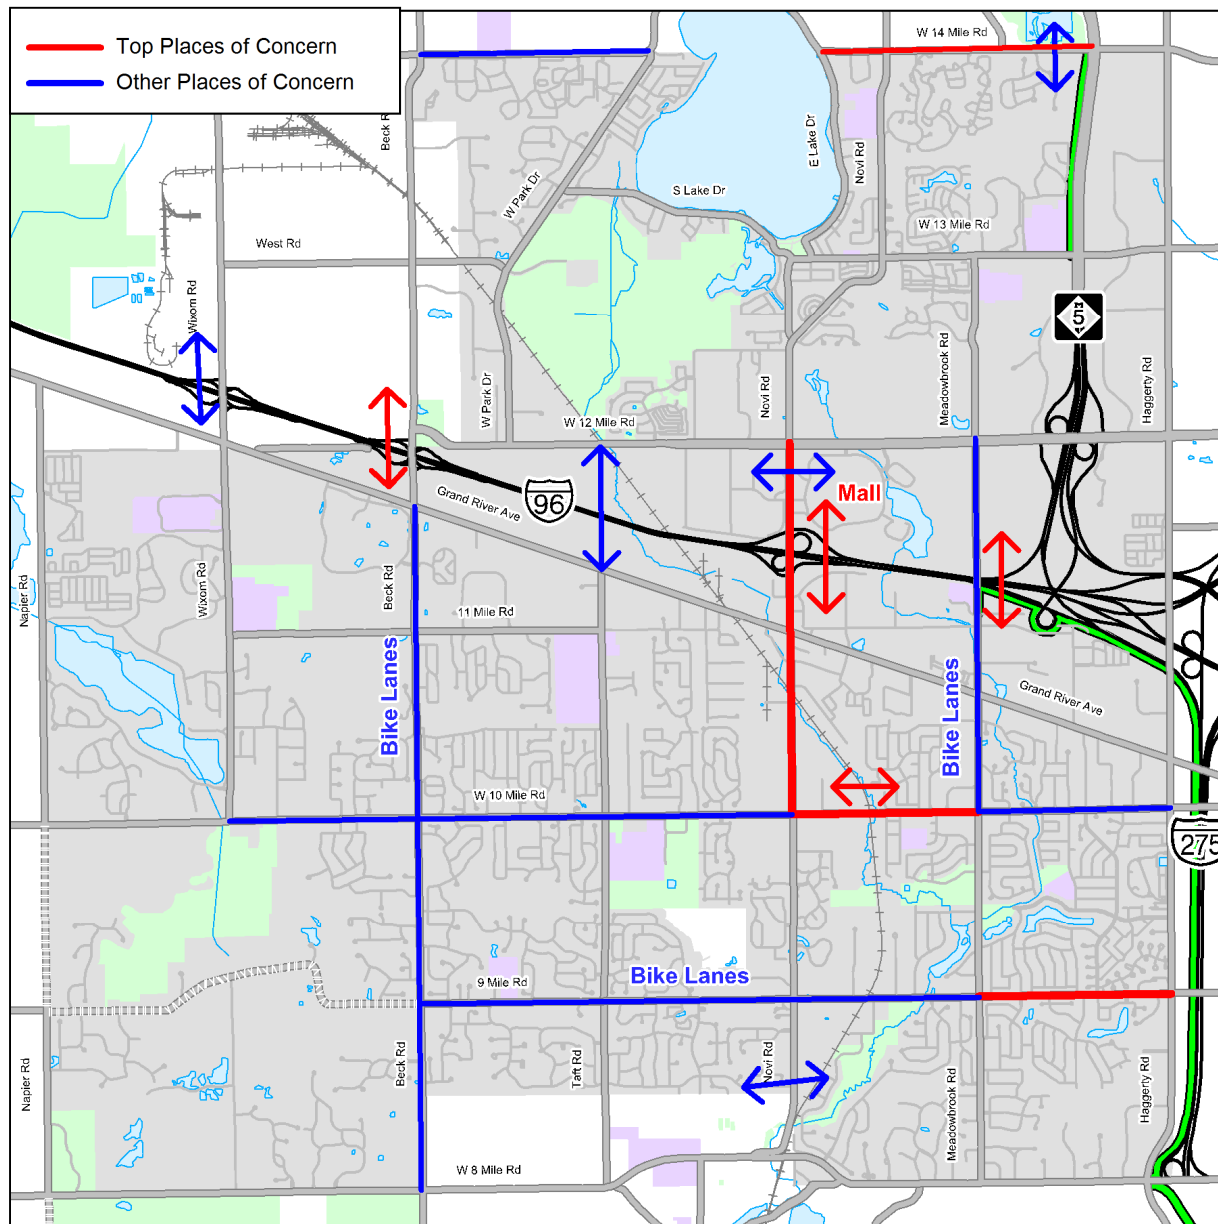 Top Places of Concern
Other Places of Concern
W 14 Mile Rd
Beck R
E Lake Dr
Novi Rd
W Park Dr
S Lake Dr
W 13 Mile Rd
West Rd
Wixom Rd
M
5
Meadowbrook Rd
Haggerty Rd
Novi Rd
W Park Dr
W 12 Mile Rd
Mall
Grand River Ave
96
Napier Rd
Wixom Rd
Beck Rd
11 Mile Rd
Bike Lanes
Bike Lanes
Grand River Ave
W 10 Mile Rd
275
Bike Lanes
9 Mile Rd
Napier Rd
Beck Rd
Taft Rd
Novi Rd
Meadowbrook Rd
Haggerty Rd
W 8 Mile Rd